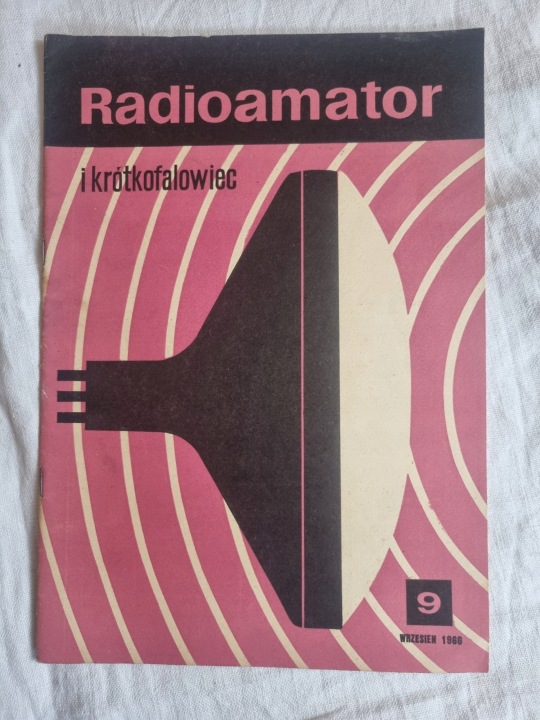 Radioamator
i krótkofalowiec
9
WRZESIEŃ 1966